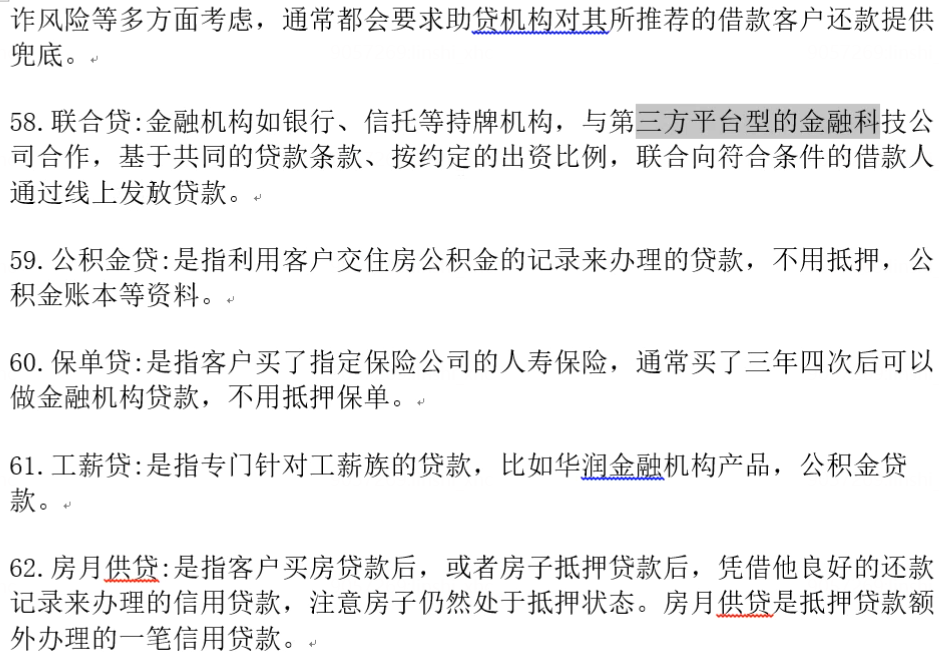 诈风险等多方面考虑，通常都会要求助贷机构对其所推荐的借款客户还款提供
兜底。
58.联合贷:金融机构如银行、信托等持牌机构，与第三方平台型的金融科技公
司合作，基于共同的贷款条款、按约定的出资比例，联合向符合条件的借款人
通过线上发放贷款。
59.公积金贷:是指利用客户交住房公积金的记录来办理的贷款，不用抵押，公
积金账本等资料。
60.保单贷:是指客户买了指定保险公司的人寿保险，通常买了三年四次后可以
做金融机构贷款，不用抵押保单。
61.工薪贷:是指专门针对工薪族的贷款，比如华润金融机构产品，公积金贷
款。
62.房月供贷:是指客户买房贷款后，或者房子抵押贷款后，凭借他良好的还款
记录来办理的信用贷款，注意房子仍然处于抵押状态。房月供贷是抵押贷款额
外办理的一笔信用贷款。